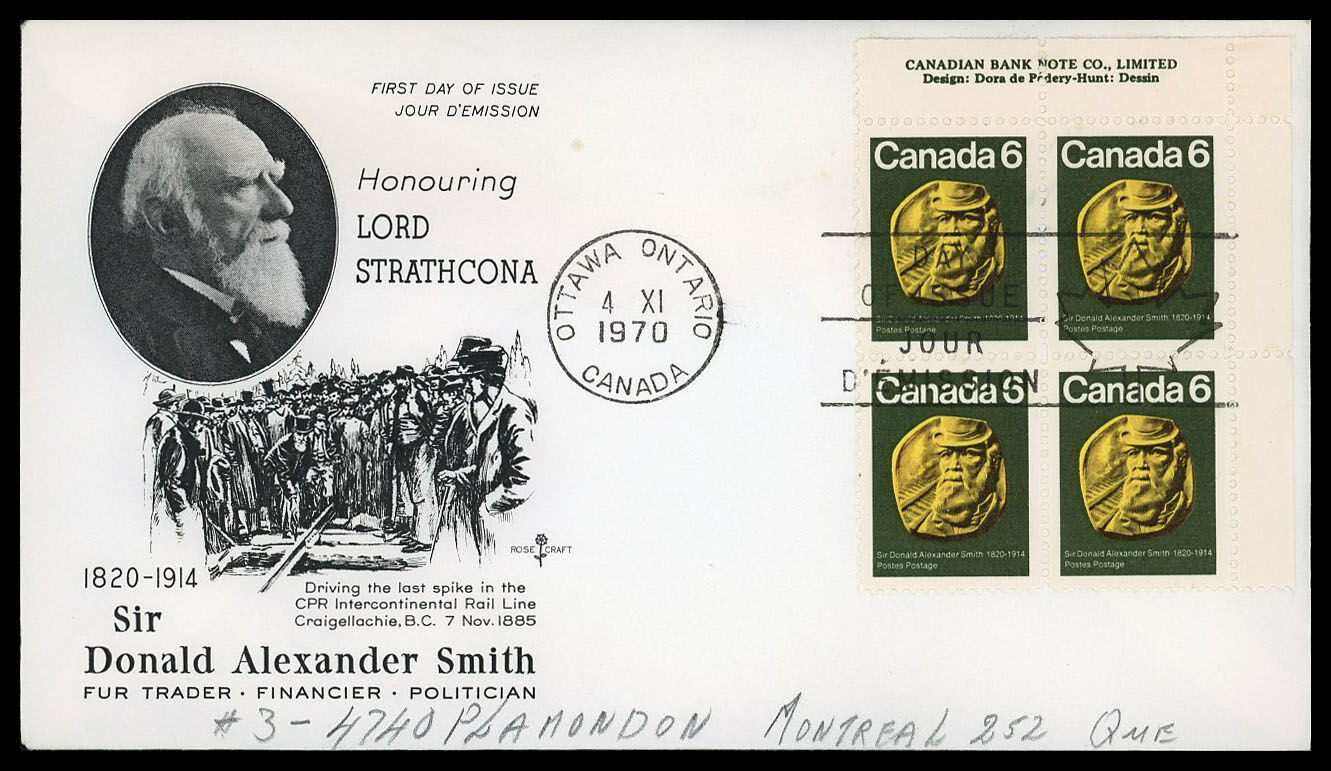 FIRST DAY OF ISSUE
JOUR D'EMISSION
Honouring
LORD
STRATHCONA
ROSE CRAFT
1820-1914
Driving the last spike in the
CPR Intercontinental Rail Line
Craigellachie, B.C. 7 Nov. 1885
Sir
Donald Alexander Smith
FUR TRADER · FINANCIER · POLITICIAN
#3-4740 PLAMONDON MONTREAL 252 QUE
OTTAWA ONTARIO
4 XI
1970
CANADA
CANADIAN BANK NOTE CO., LIMITED
Design: Dora de Pédery-Hunt: Dessin
Canada 6
Sir Donald Alexander Smith 1820-1914
Postes Postage
Canada 6
Sir Donald Alexander Smith 1820-1914
Postes Postage
DAY
OF ISSUE
JOUR
D'ÉMISSION
Canada 6
Sir Donald Alexander Smith 1820-1914
Postes Postage
Canada 6
Sir Donald Alexander Smith 1820-1914
Postes Postage